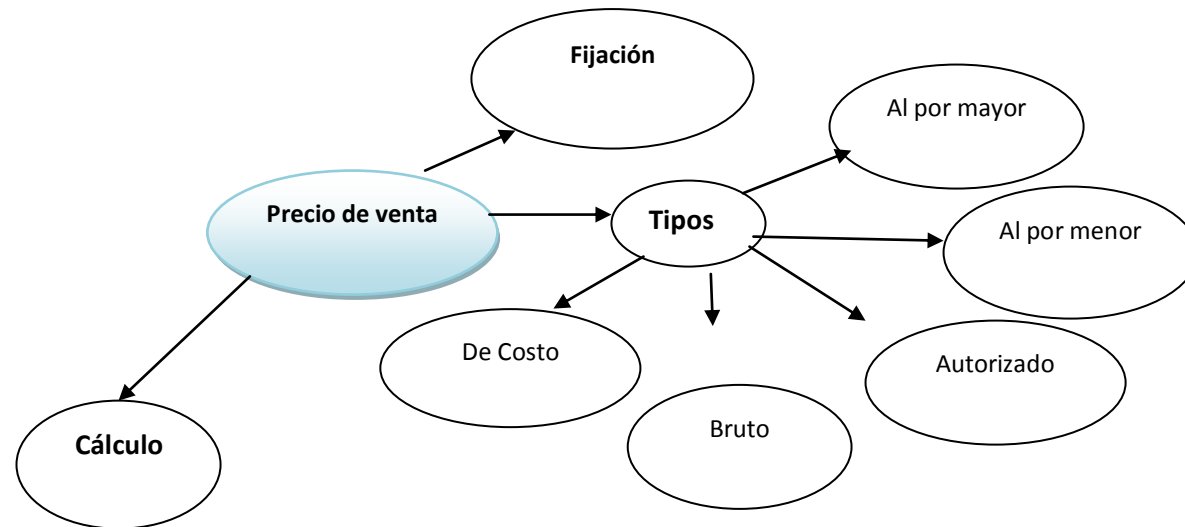 Fijación
Al por mayor
Precio de venta
Tipos
Al por menor
De Costo
Autorizado
Bruto
Cálculo